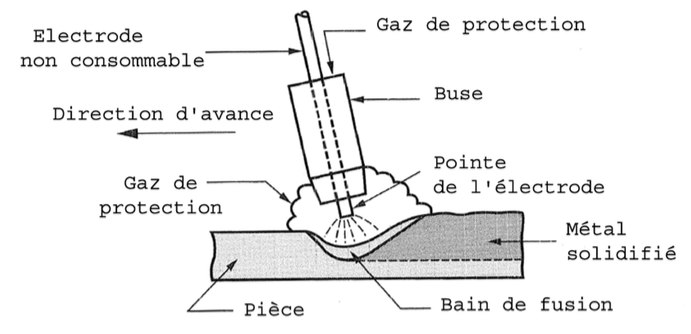 Electrode
non consommable
Gaz de protection
Direction d'avance
Buse
Gaz de
protection
Pointe
de l'électrode
Métal
solidifié
Pièce
Bain de fusion